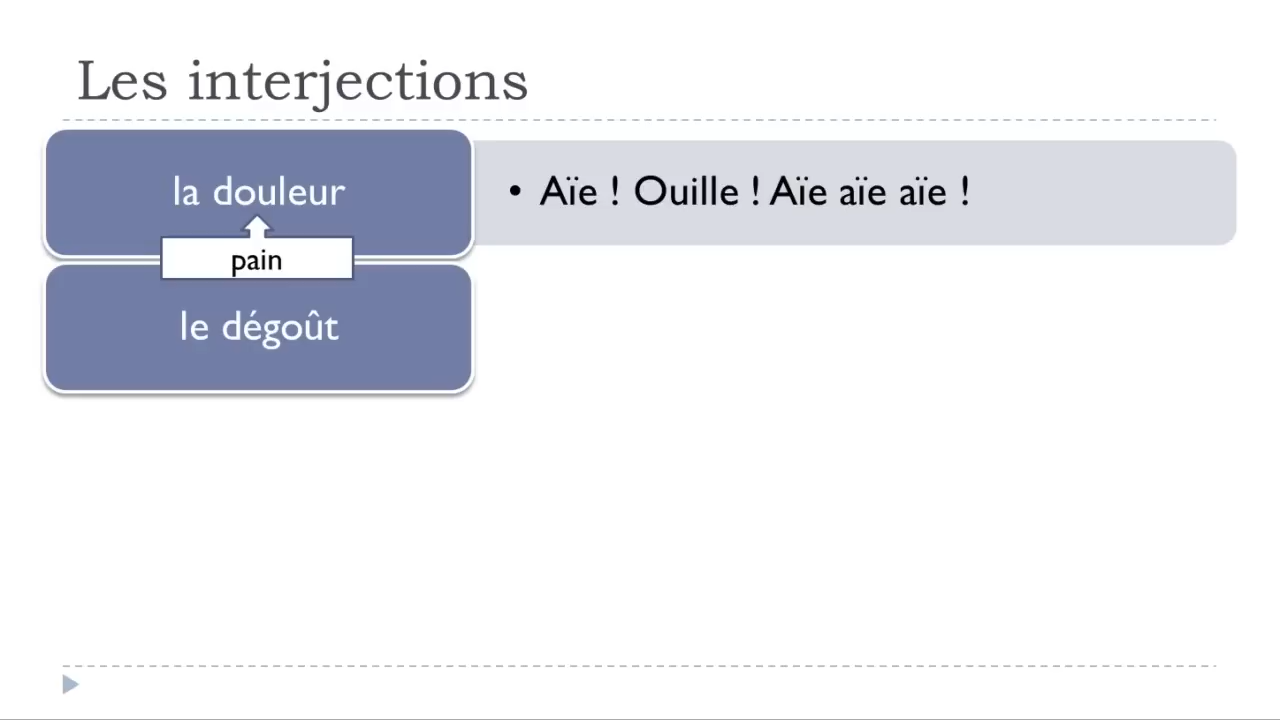 Les interjections
la douleur
• Aïe ! Ouille ! Aïe aïe aïe !
pain
le dégoût